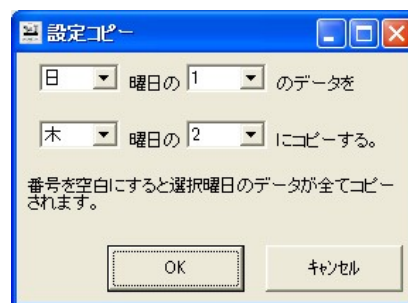 設定コピー
日 曜日の 1 のデータを
木 曜日の 2 にコピーする。
番号を空白にすると選択曜日のデータが全てコピー
されます。
OK キャンセル